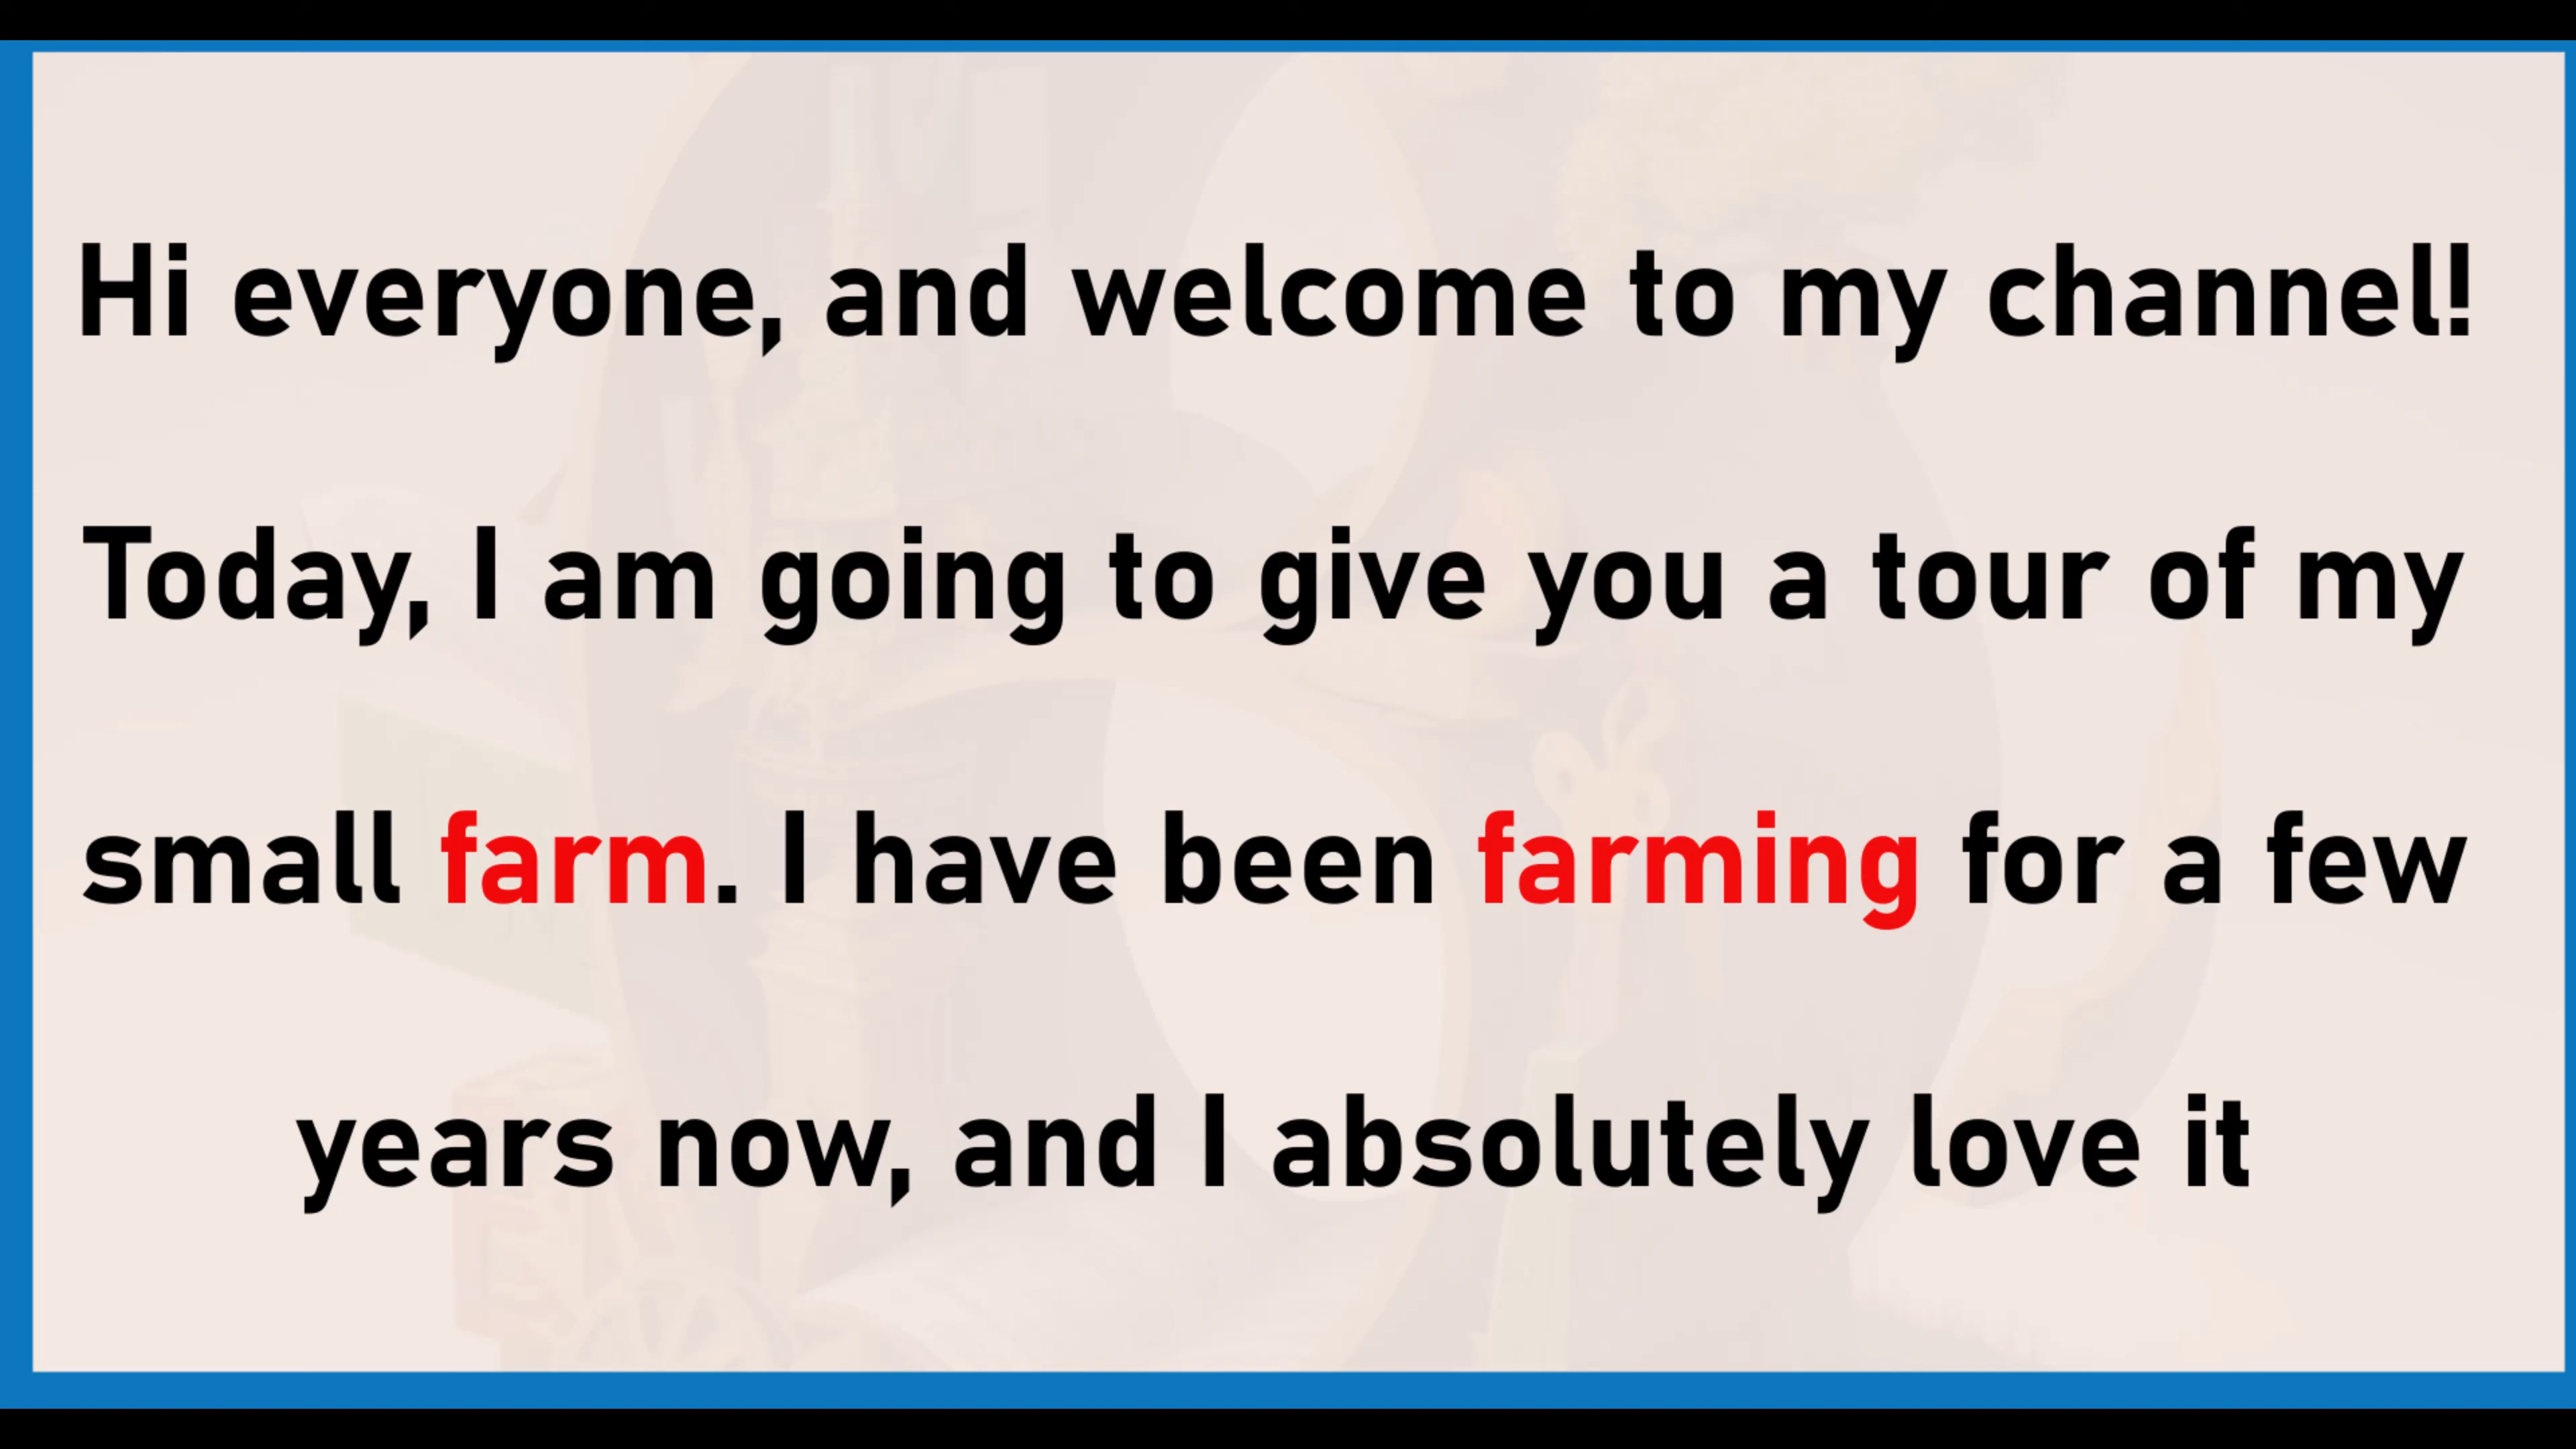 Hi everyone, and welcome to my channel!
Today, I am going to give you a tour of my
small farm. I have been farming for a few
years now, and I absolutely love it